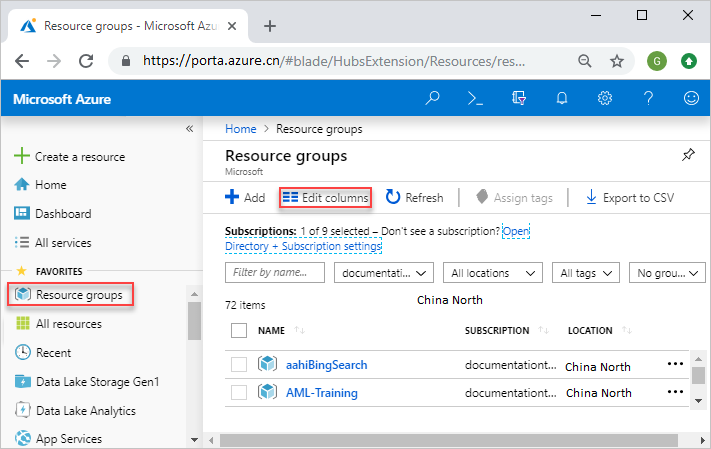 Resource groups - Microsoft Azu
https://porta.azure.cn/#blade/HubsExtension/Resources/res...
G
Microsoft Azure
Home > Resource groups
Resource groups
Microsoft
Create a resource
Home
Dashboard
All services
FAVORITES
Resource groups
All resources
Recent
Data Lake Storage Gen1
Data Lake Analytics
App Services
Add
Edit columns
Refresh
Assign tags
Export to CSV
Subscriptions: 1 of 9 selected – Don't see a subscription? Open
Directory + Subscription settings
Filter by name...
documentati...
All locations
All tags
No grou...
72 items
China North
NAME
SUBSCRIPTION
LOCATION
aahiBingSearch
documentationt...
China North
AML-Training
documentationt...
China North